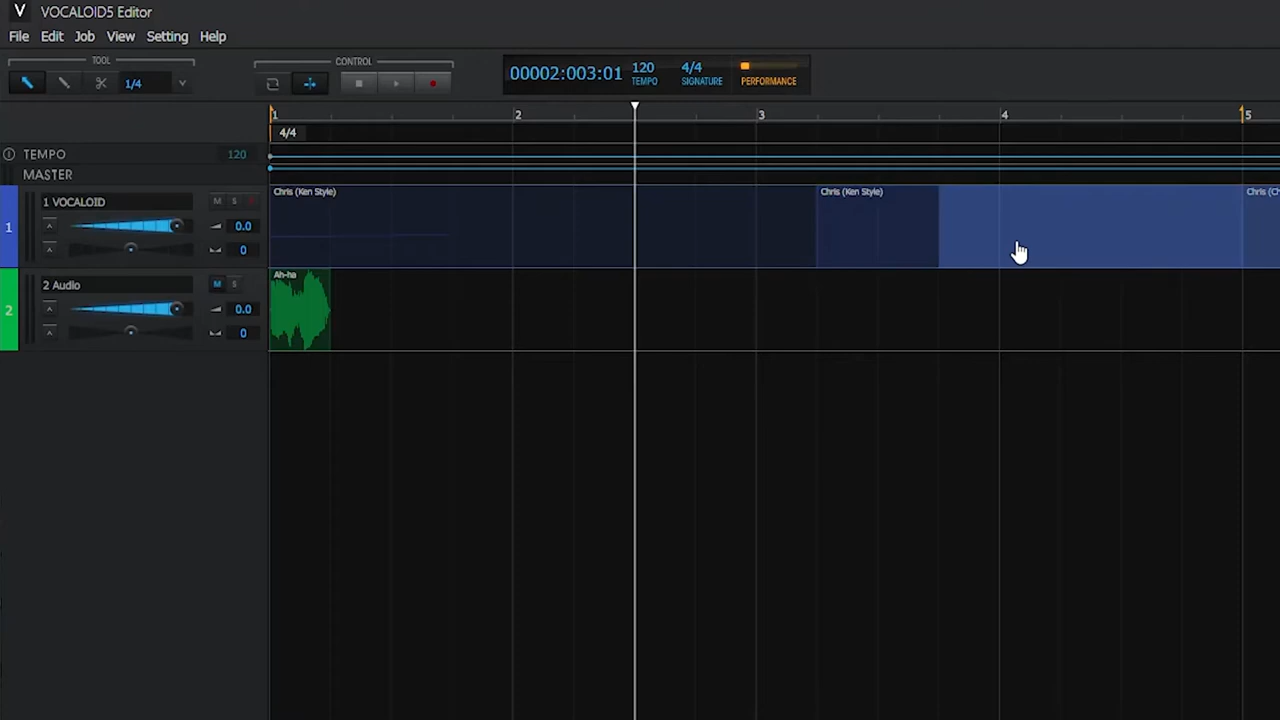 V VOCALOID5 Editor
File Edit Job View Setting Help
TOOL
CONTROL
1/4
00002:003:01
120
TEMPO
4/4
SIGNATURE
PERFORMANCE
1 2 3 4 5
4/4
TEMPO 120
MASTER
1
1 VOCALOID
M S
0.0
0
Chris (Ken Style)
Chris (Ken Style)
2
2 Audio
M S
0.0
0
Ah-ha